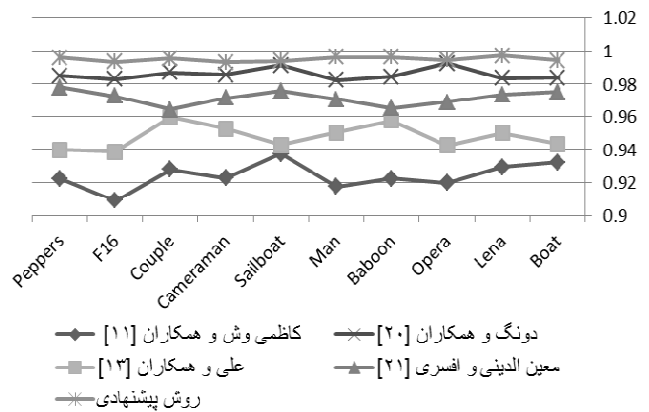 1.02
1
0.98
0.96
0.94
0.92
0.9
Peppers
F16
Couple
Cameraman
Sailboat
Man
Baboon
Opera
Lena
Boat
کاظمی وش و همکاران [۱۱]
دونگ و همکاران [۲۰]
علی و همکاران [۱۳]
معین الدینی و افسری [۲۱]
روش پیشنهادی